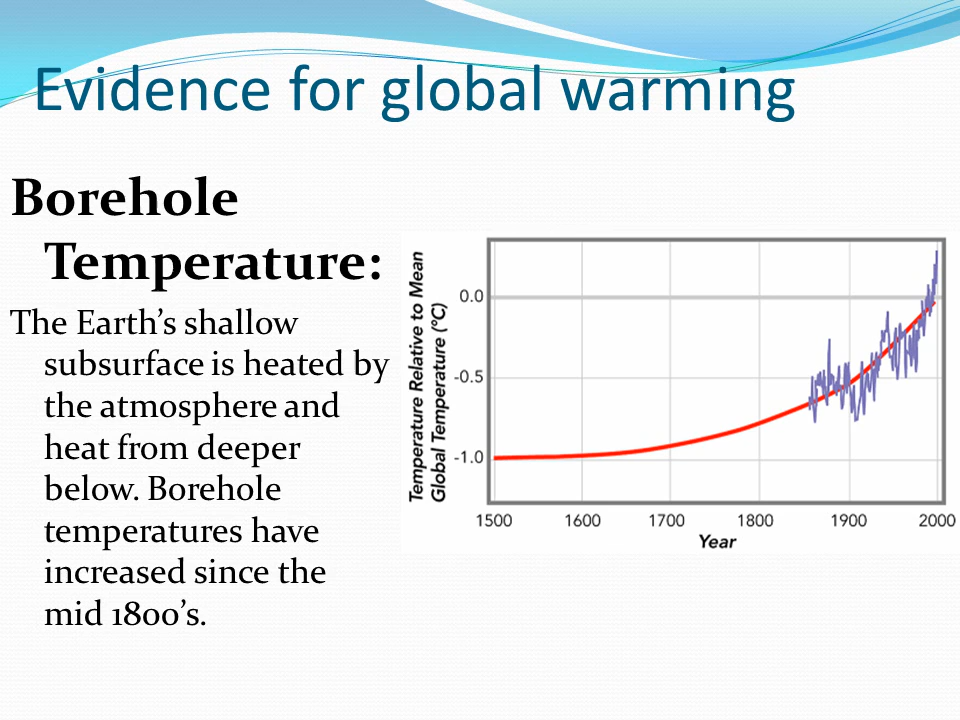 Evidence for global warming
Borehole
Temperature:
The Earth’s shallow
subsurface is heated by
the atmosphere and
heat from deeper
below. Borehole
temperatures have
increased since the
mid 1800’s.
Temperature Relative to Mean
Global Temperature (°C)
0.0
-0.5
-1.0
1500 1600 1700 1800 1900 2000
Year